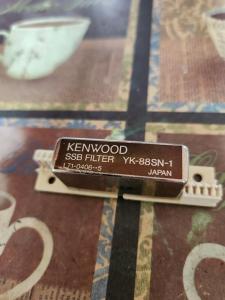 KENWOOD
SSB FILTER YK-88SN-1
L71-0406-5
JAPAN